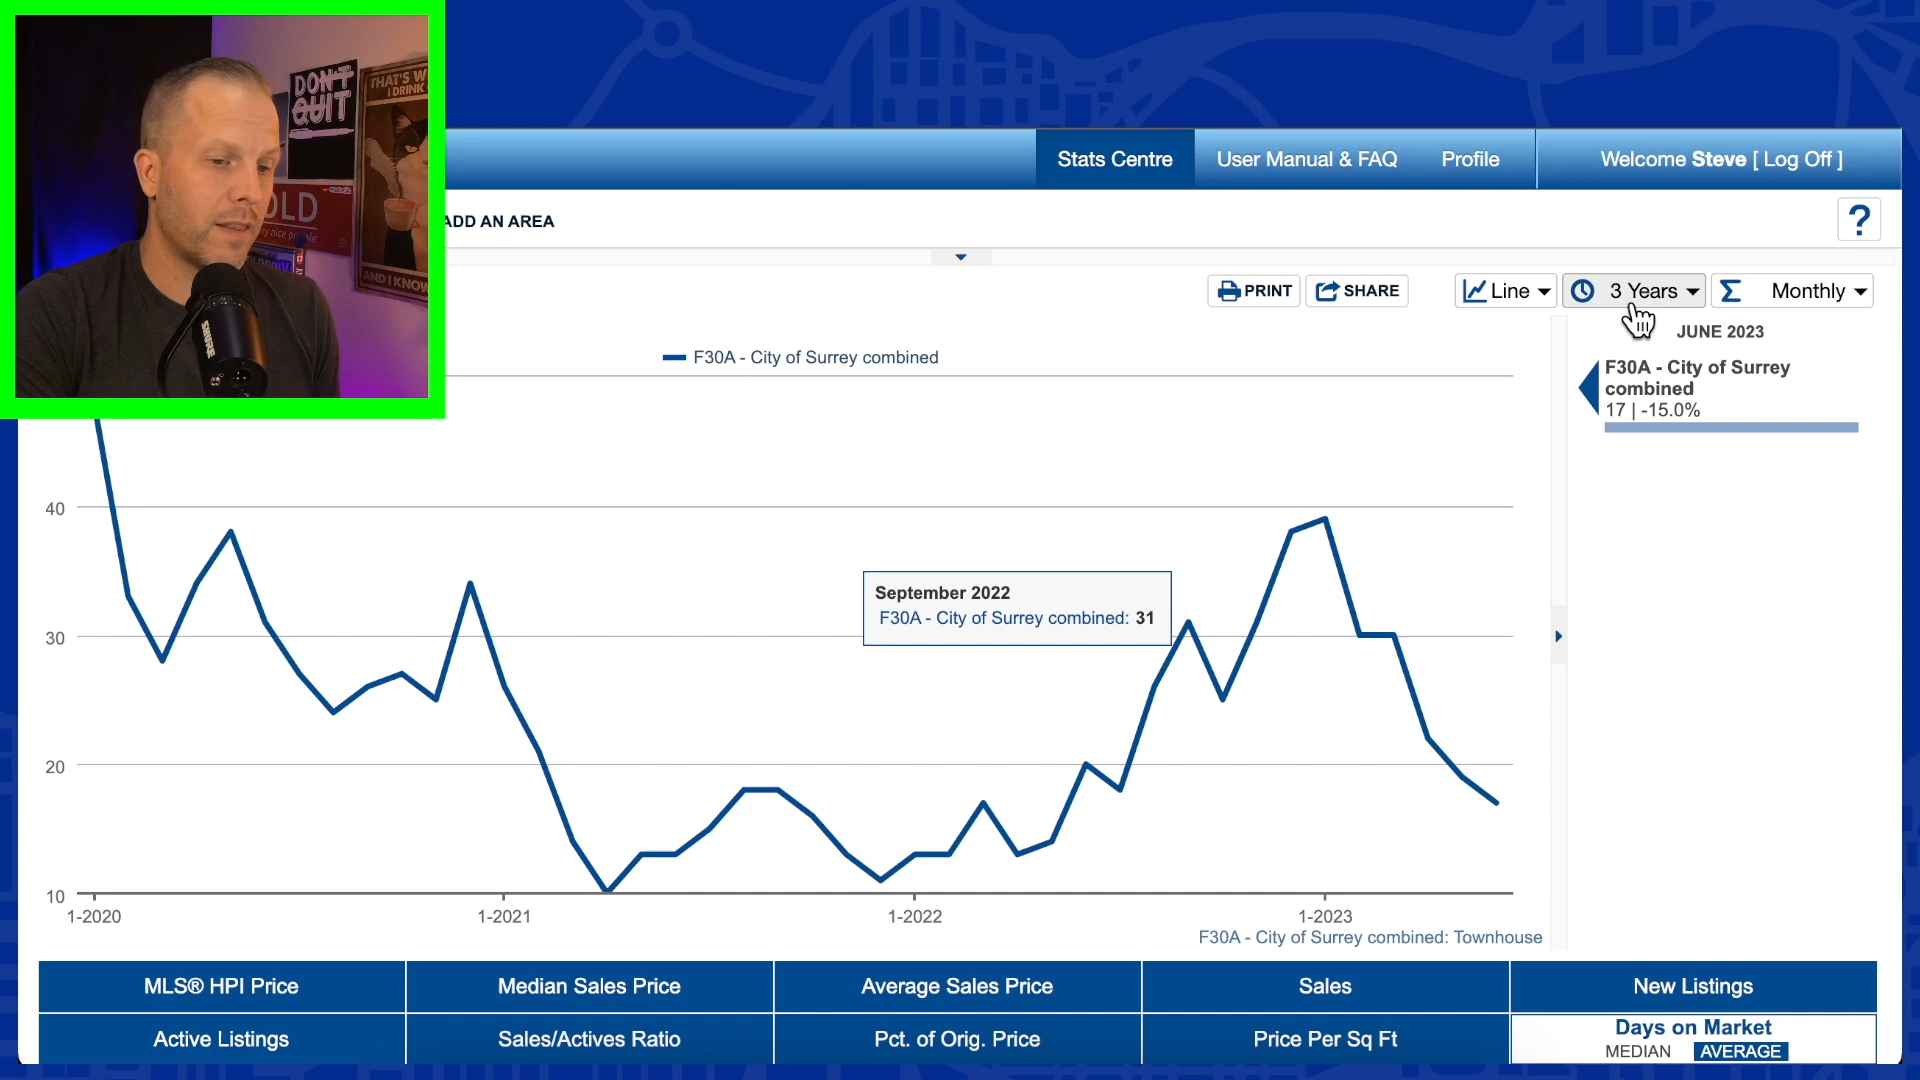 DON'T
QUIT
THAT'S W
I DRINK
AND I KNOW
OLD
SHURE
Stats Centre
User Manual & FAQ
Profile
Welcome Steve [ Log Off ]
ADD AN AREA
?
PRINT
SHARE
Line
3 Years
Σ Monthly
JUNE 2023
F30A - City of Surrey
combined
17 | -15.0%
F30A - City of Surrey combined
40
30
20
10
September 2022
F30A - City of Surrey combined: 31
1-2020
1-2021
1-2022
1-2023
F30A - City of Surrey combined: Townhouse
MLS® HPI Price
Median Sales Price
Average Sales Price
Sales
New Listings
Active Listings
Sales/Actives Ratio
Pct. of Orig. Price
Price Per Sq Ft
Days on Market
MEDIAN AVERAGE